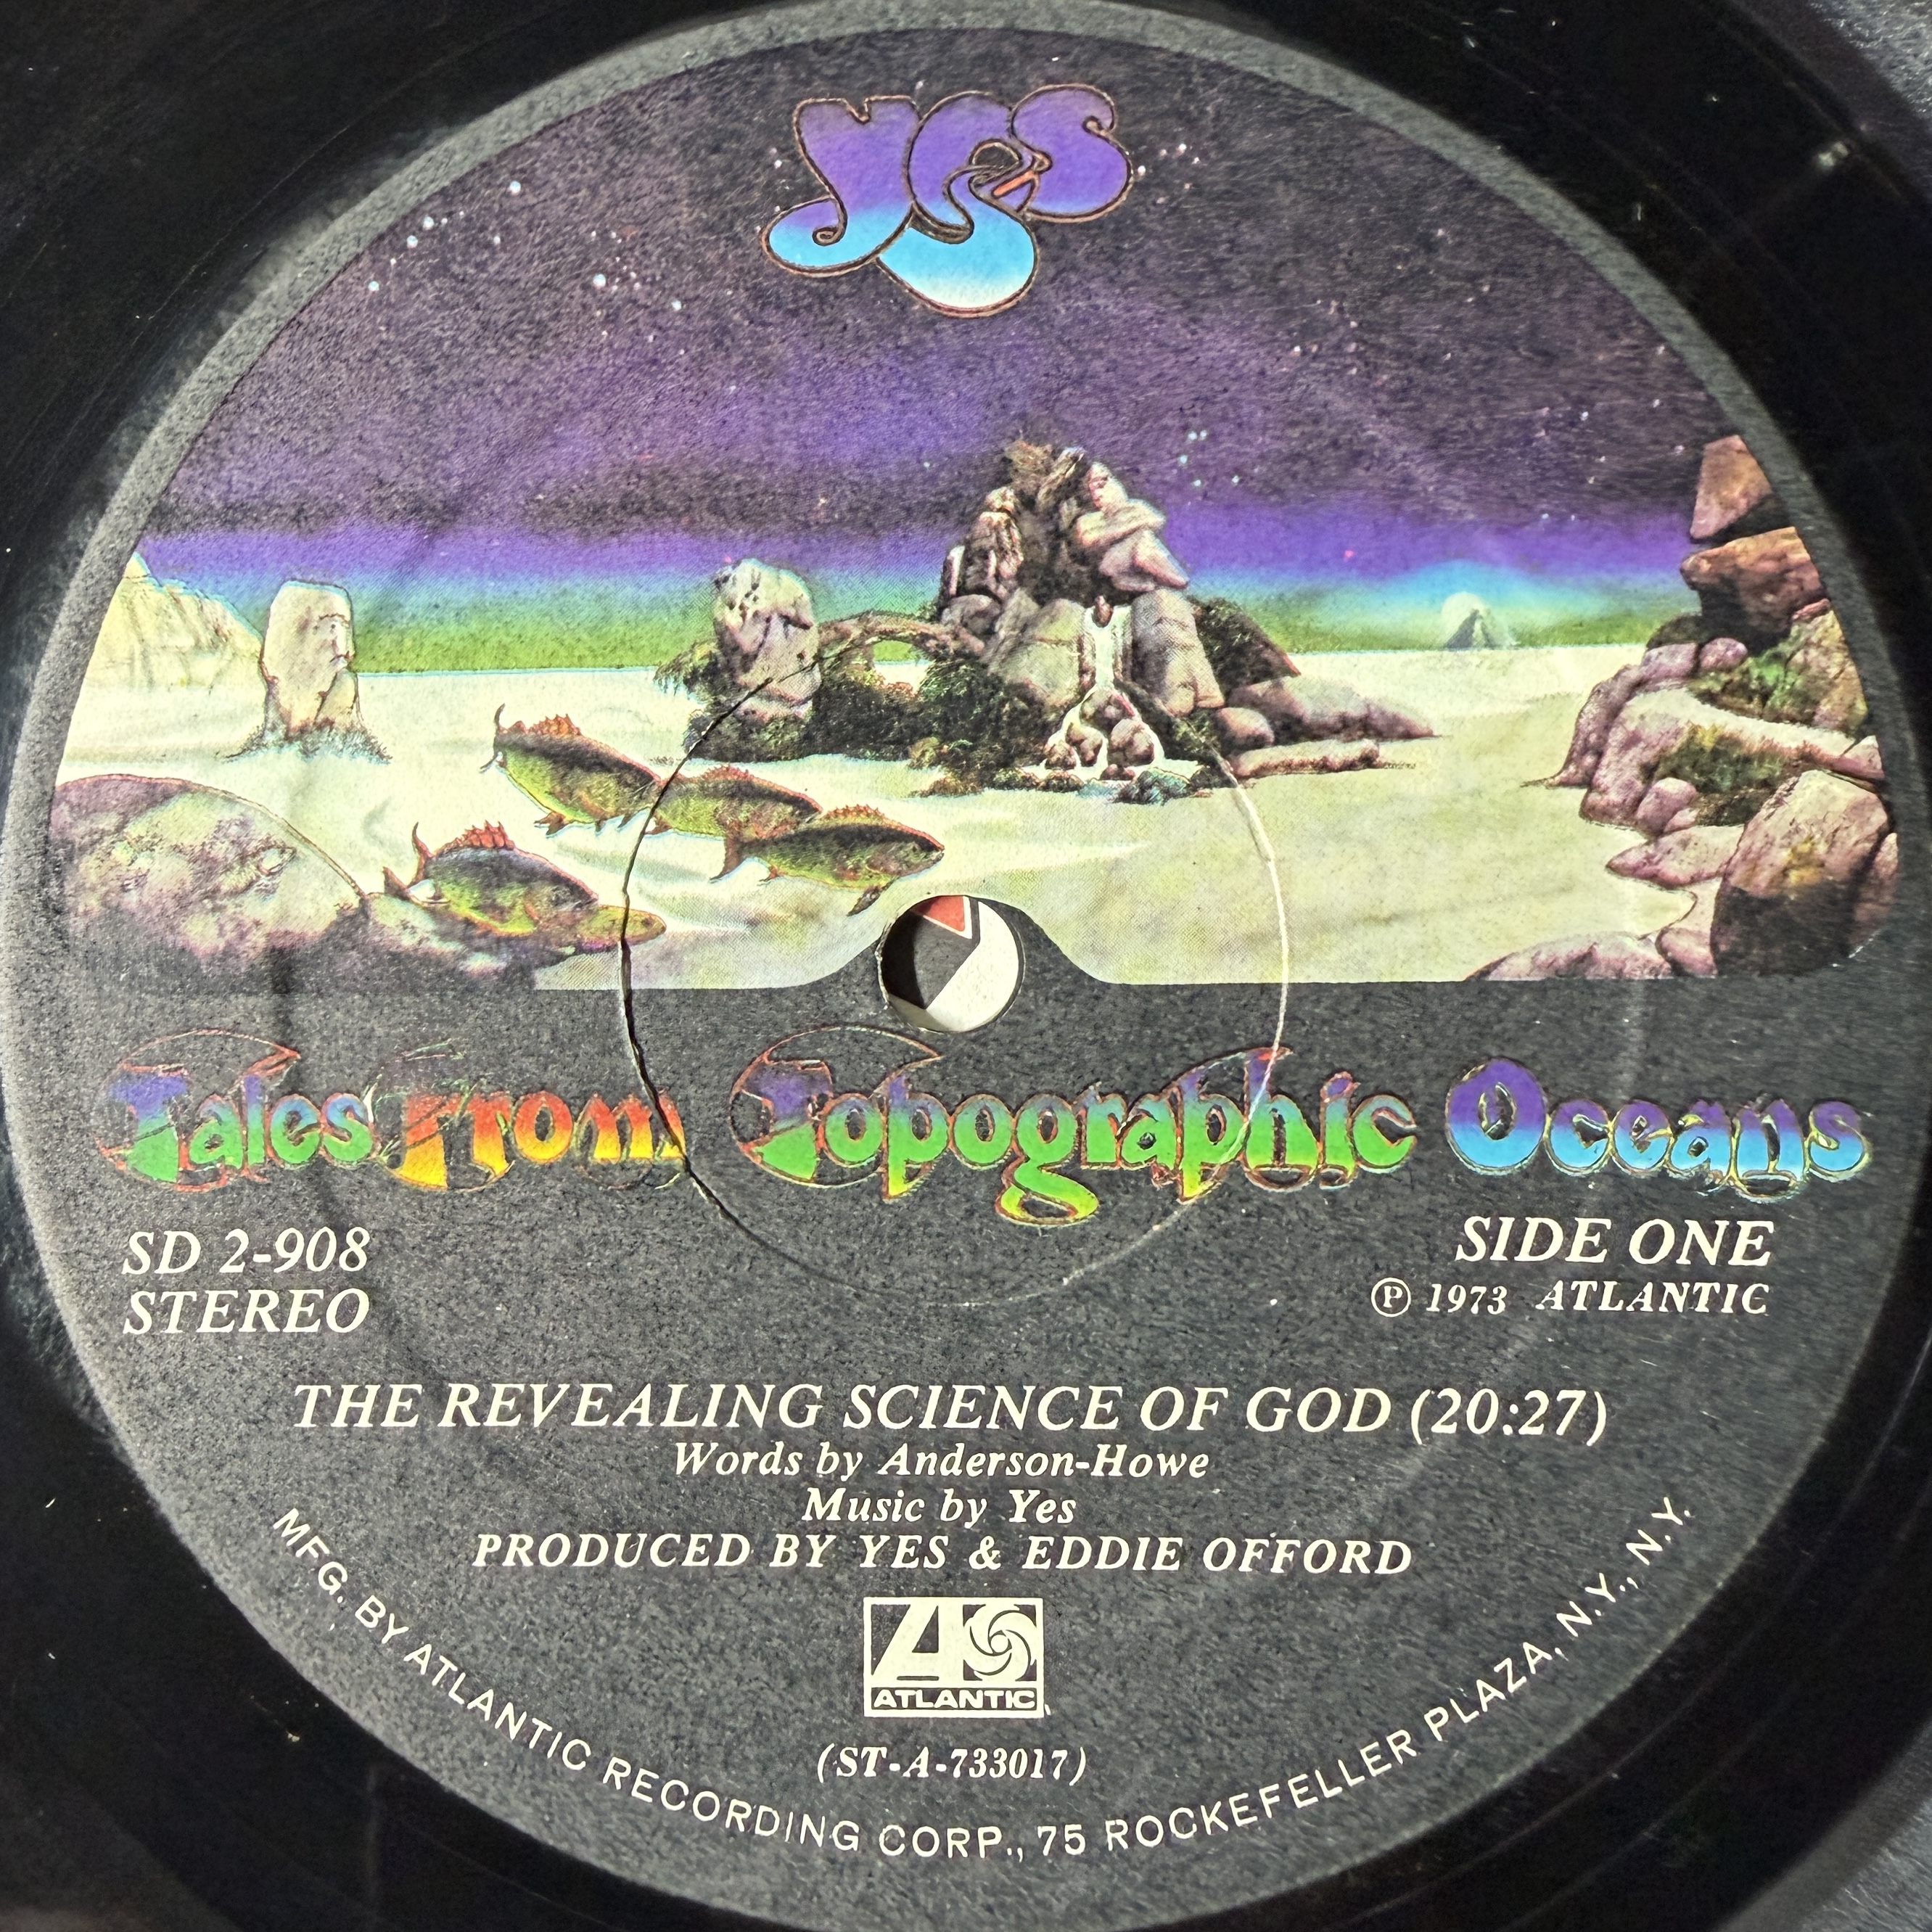 YES
Tales From Topographic Oceans
SD 2-908
STEREO
SIDE ONE
Ⓟ 1973 ATLANTIC
THE REVEALING SCIENCE OF GOD (20:27)
Words by Anderson-Howe
Music by Yes
PRODUCED BY YES & EDDIE OFFORD
ATLANTIC
(ST-A-733017)
MFG. BY ATLANTIC RECORDING CORP., 75 ROCKEFELLER PLAZA, N.Y., N.Y.